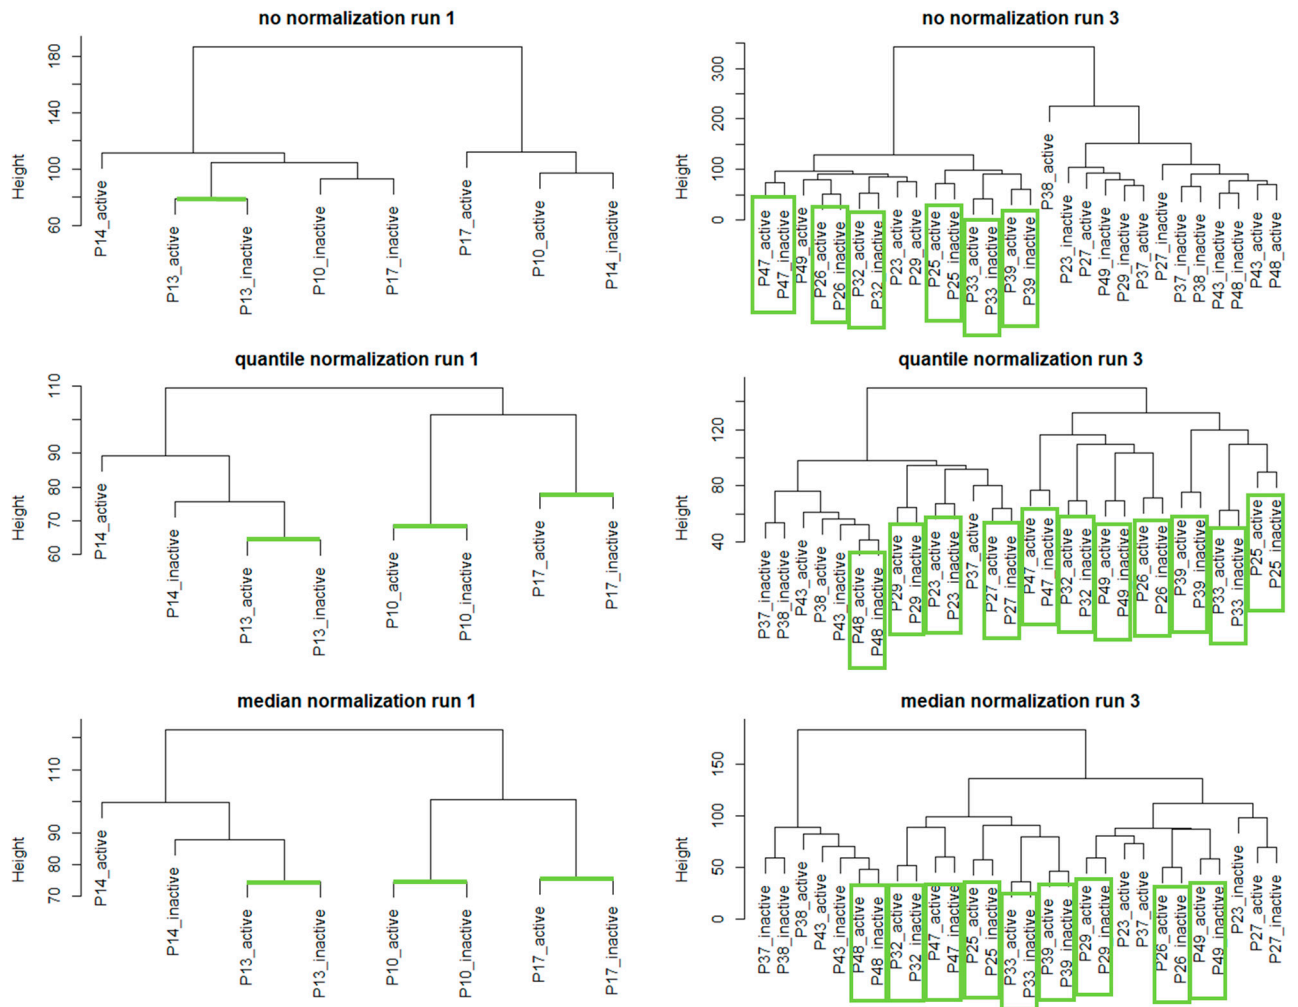 no normalization run 1
Height
180
140
100
60
P14_active
P13_active
P13_inactive
P10_inactive
P17_inactive
P17_active
P10_active
P14_inactive
no normalization run 3
Height
300
200
100
0
P47_active
P47_inactive
P49_active
P26_active
P26_inactive
P32_active
P32_inactive
P23_active
P29_active
P25_active
P25_inactive
P33_active
P33_inactive
P39_active
P39_inactive
P38_active
P23_inactive
P27_active
P49_inactive
P29_inactive
P37_active
P27_inactive
P37_inactive
P38_inactive
P43_inactive
P48_inactive
P43_active
P48_active
quantile normalization run 1
Height
110
90
80
70
60
P14_active
P14_inactive
P13_active
P13_inactive
P10_active
P10_inactive
P17_active
P17_inactive
quantile normalization run 3
Height
120
80
40
P37_inactive
P38_inactive
P43_active
P38_active
P43_inactive
P48_active
P48_inactive
P29_active
P29_inactive
P23_active
P23_inactive
P37_active
P27_active
P27_inactive
P47_active
P47_inactive
P32_active
P32_inactive
P49_active
P49_inactive
P26_active
P26_inactive
P39_active
P39_inactive
P33_active
P33_inactive
P25_active
P25_inactive
median normalization run 1
Height
110
90
80
70
P14_active
P14_inactive
P13_active
P13_inactive
P10_active
P10_inactive
P17_active
P17_inactive
median normalization run 3
Height
150
100
50
0
P37_inactive
P38_inactive
P38_active
P43_active
P43_inactive
P48_active
P48_inactive
P32_active
P32_inactive
P47_active
P47_inactive
P25_active
P25_inactive
P33_active
P33_inactive
P39_active
P39_inactive
P29_active
P29_inactive
P23_active
P37_active
P26_active
P26_inactive
P49_active
P49_inactive
P23_inactive
P27_active
P27_inactive